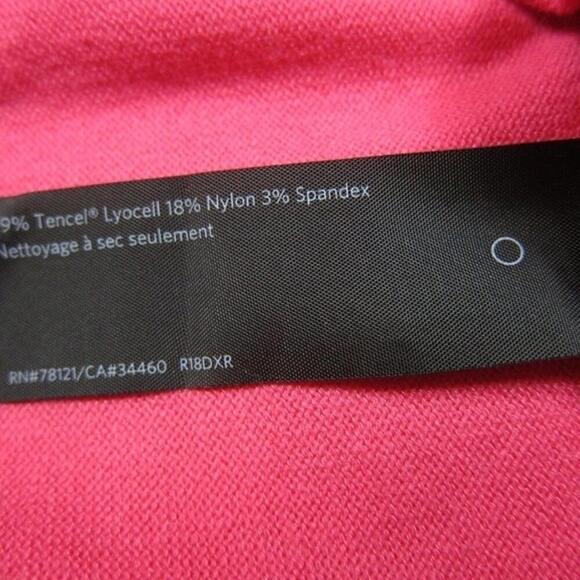 9% Tencel® Lyocell 18% Nylon 3% Spandex
Nettoyage à sec seulement
RN#78121/CA#34460 R18DXR